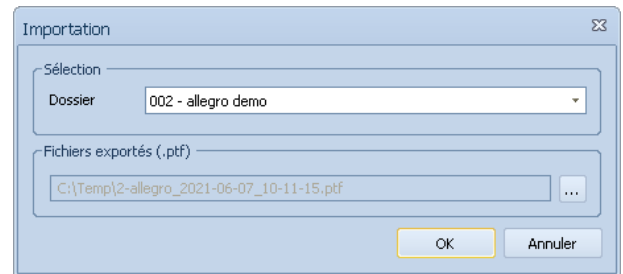 Importation
Sélection
Dossier 002 - allegro demo
Fichiers exportés (.ptf)
C:\Temp\2-allegro_2021-06-07_10-11-15.ptf ...
OK Annuler